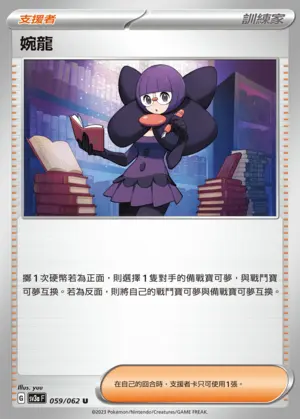 支援者
訓練家
婉龍
擲1次硬幣若為正面，則選擇1隻對手的備戰寶可夢，與戰鬥寶
可夢互換。若為反面，則將自己的戰鬥寶可夢與備戰寶可夢互換。
Illus. you
G SV3a F 059/062 U
在自己的回合時，支援者卡只可使用1張。
©2023 Pokémon/Nintendo/Creatures/GAME FREAK.